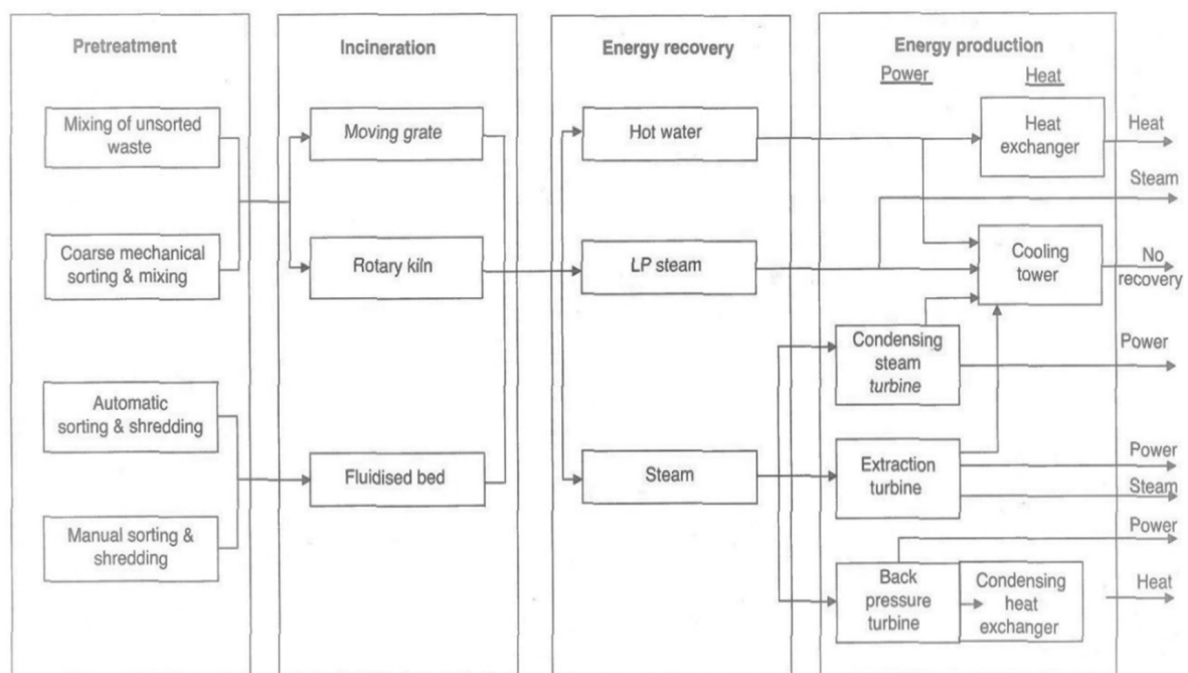 Pretreatment
Mixing of unsorted
waste
Coarse mechanical
sorting & mixing
Automatic
sorting & shredding
Manual sorting &
shredding
Incineration
Moving grate
Rotary kiln
Fluidised bed
Energy recovery
Hot water
LP steam
Steam
Energy production
Power
Heat
Heat
exchanger
Cooling
tower
Condensing
steam
turbine
Extraction
turbine
Back
pressure
turbine
Condensing
heat
exchanger
Heat
Steam
No
recovery
Power
Power
Steam
Power
Heat